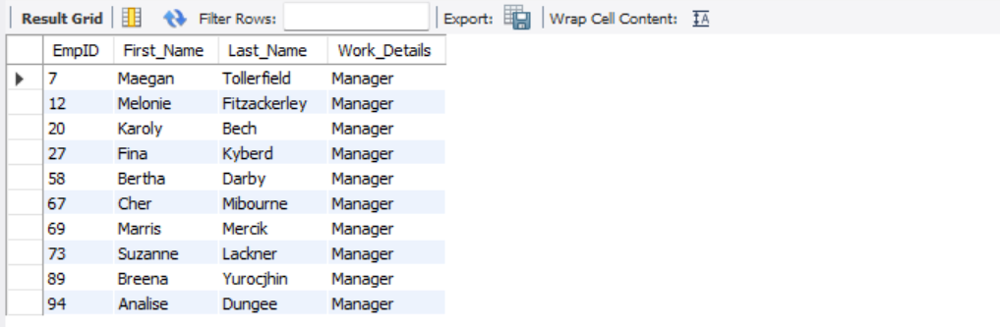 Result Grid Filter Rows: Export: Wrap Cell Content: IA
EmpID First_Name Last_Name Work_Details
7 Maegan Tollerfield Manager
12 Melonie Fitzackerley Manager
20 Karoly Bech Manager
27 Fina Kyberd Manager
58 Bertha Darby Manager
67 Cher Mibourne Manager
69 Marris Mercik Manager
73 Suzanne Lackner Manager
89 Breena Yurocjhin Manager
94 Analise Dungee Manager